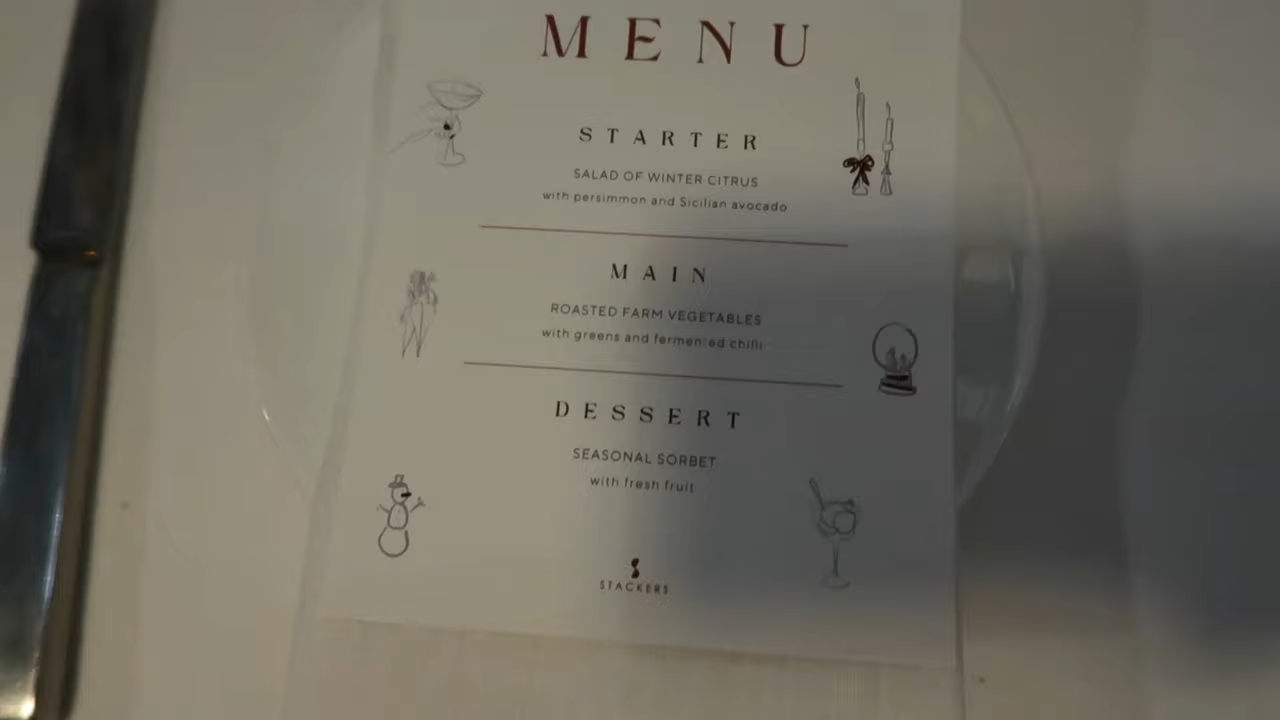 MENU
STARTER
SALAD OF WINTER CITRUS
with persimmon and Sicilian avocado
MAIN
ROASTED FARM VEGETABLES
with greens and fermented chilli
DESSERT
SEASONAL SORBET
with fresh fruit
STACKERS